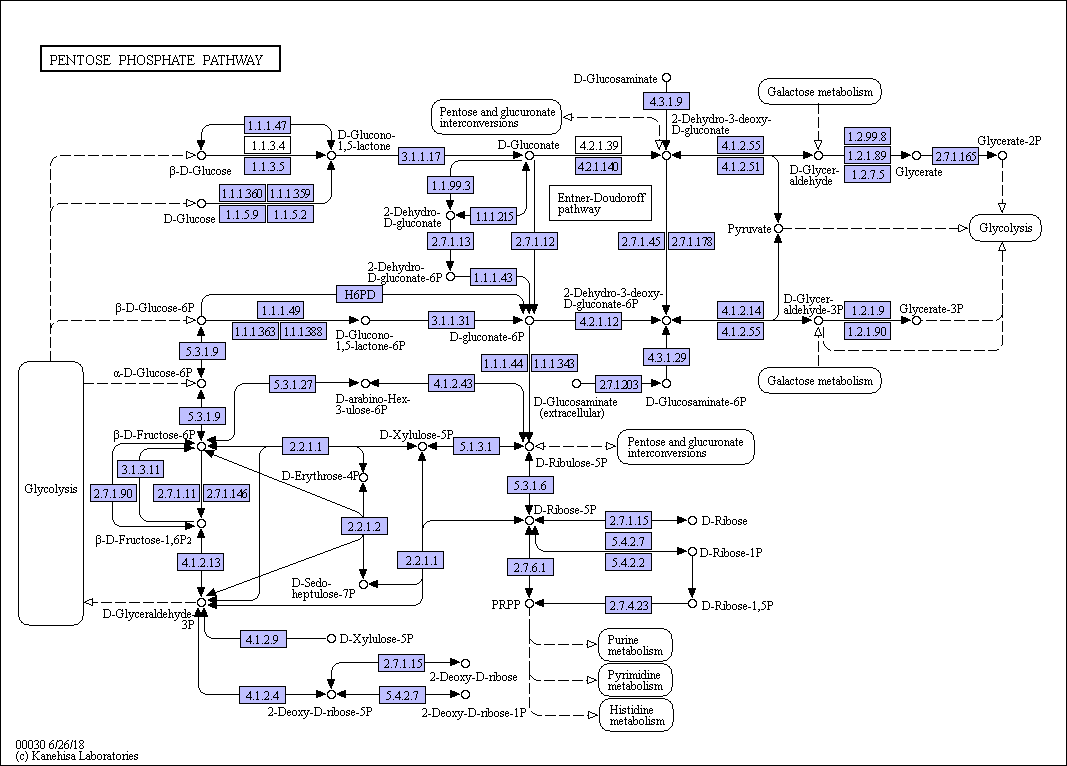 PENTOSE PHOSPHATE PATHWAY
D-Glucosaminate
4.3.1.9
Galactose metabolism
Pentose and glucuronate
interconversions
2-Dehydro-3-deoxy-
D-gluconate
1.1.1.47
1.1.3.4
1.1.3.5
D-Glucono-
1,5-lactone
β-D-Glucose
3.1.1.17
D-Gluconate
4.2.1.39
4.2.1.140
4.1.2.55
4.1.2.51
D-Glycer-
aldehyde
1.2.99.8
1.2.1.89
1.2.7.5
Glycerate
2.7.1.165
Glycerate-2P
1.1.1.360
1.1.1.359
1.1.5.9
1.1.5.2
D-Glucose
1.1.99.3
2-Dehydro-
D-gluconate
1.1.1.215
Entner-Doudoroff
pathway
2.7.1.13
2.7.1.12
2.7.1.45
2.7.1.178
Pyruvate
Glycolysis
2-Dehydro-
D-gluconate-6P
1.1.1.43
H6PD
2-Dehydro-3-deoxy-
D-gluconate-6P
β-D-Glucose-6P
1.1.1.49
1.1.1.363
1.1.1.388
D-Glucono-
1,5-lactone-6P
3.1.1.31
D-gluconate-6P
4.2.1.12
4.1.2.14
4.1.2.55
D-Glycer-
aldehyde-3P
1.2.1.9
1.2.1.90
Glycerate-3P
5.3.1.9
1.1.1.44
1.1.1.343
4.3.1.29
α-D-Glucose-6P
5.3.1.27
D-arabino-Hex-
3-ulose-6P
4.1.2.43
2.7.1.203
D-Glucosaminate
(extracellular)
D-Glucosaminate-6P
Galactose metabolism
5.3.1.9
β-D-Fructose-6P
2.2.1.1
D-Xylulose-5P
5.1.3.1
D-Ribulose-5P
Pentose and glucuronate
interconversions
3.1.3.11
2.7.1.90
2.7.1.11
2.7.1.146
D-Erythrose-4P
Glycolysis
5.3.1.6
2.2.1.2
D-Ribose-5P
2.7.1.15
D-Ribose
β-D-Fructose-1,6P2
5.4.2.7
5.4.2.2
D-Ribose-1P
4.1.2.13
2.2.1.1
2.7.6.1
D-Sedo-
heptulose-7P
PRPP
2.7.4.23
D-Ribose-1,5P
D-Glyceraldehyde-
3P
4.1.2.9
D-Xylulose-5P
Purine
metabolism
2.7.1.15
2-Deoxy-D-ribose
Pyrimidine
metabolism
4.1.2.4
2-Deoxy-D-ribose-5P
5.4.2.7
2-Deoxy-D-ribose-1P
Histidine
metabolism
00030 6/26/18
(c) Kanehisa Laboratories